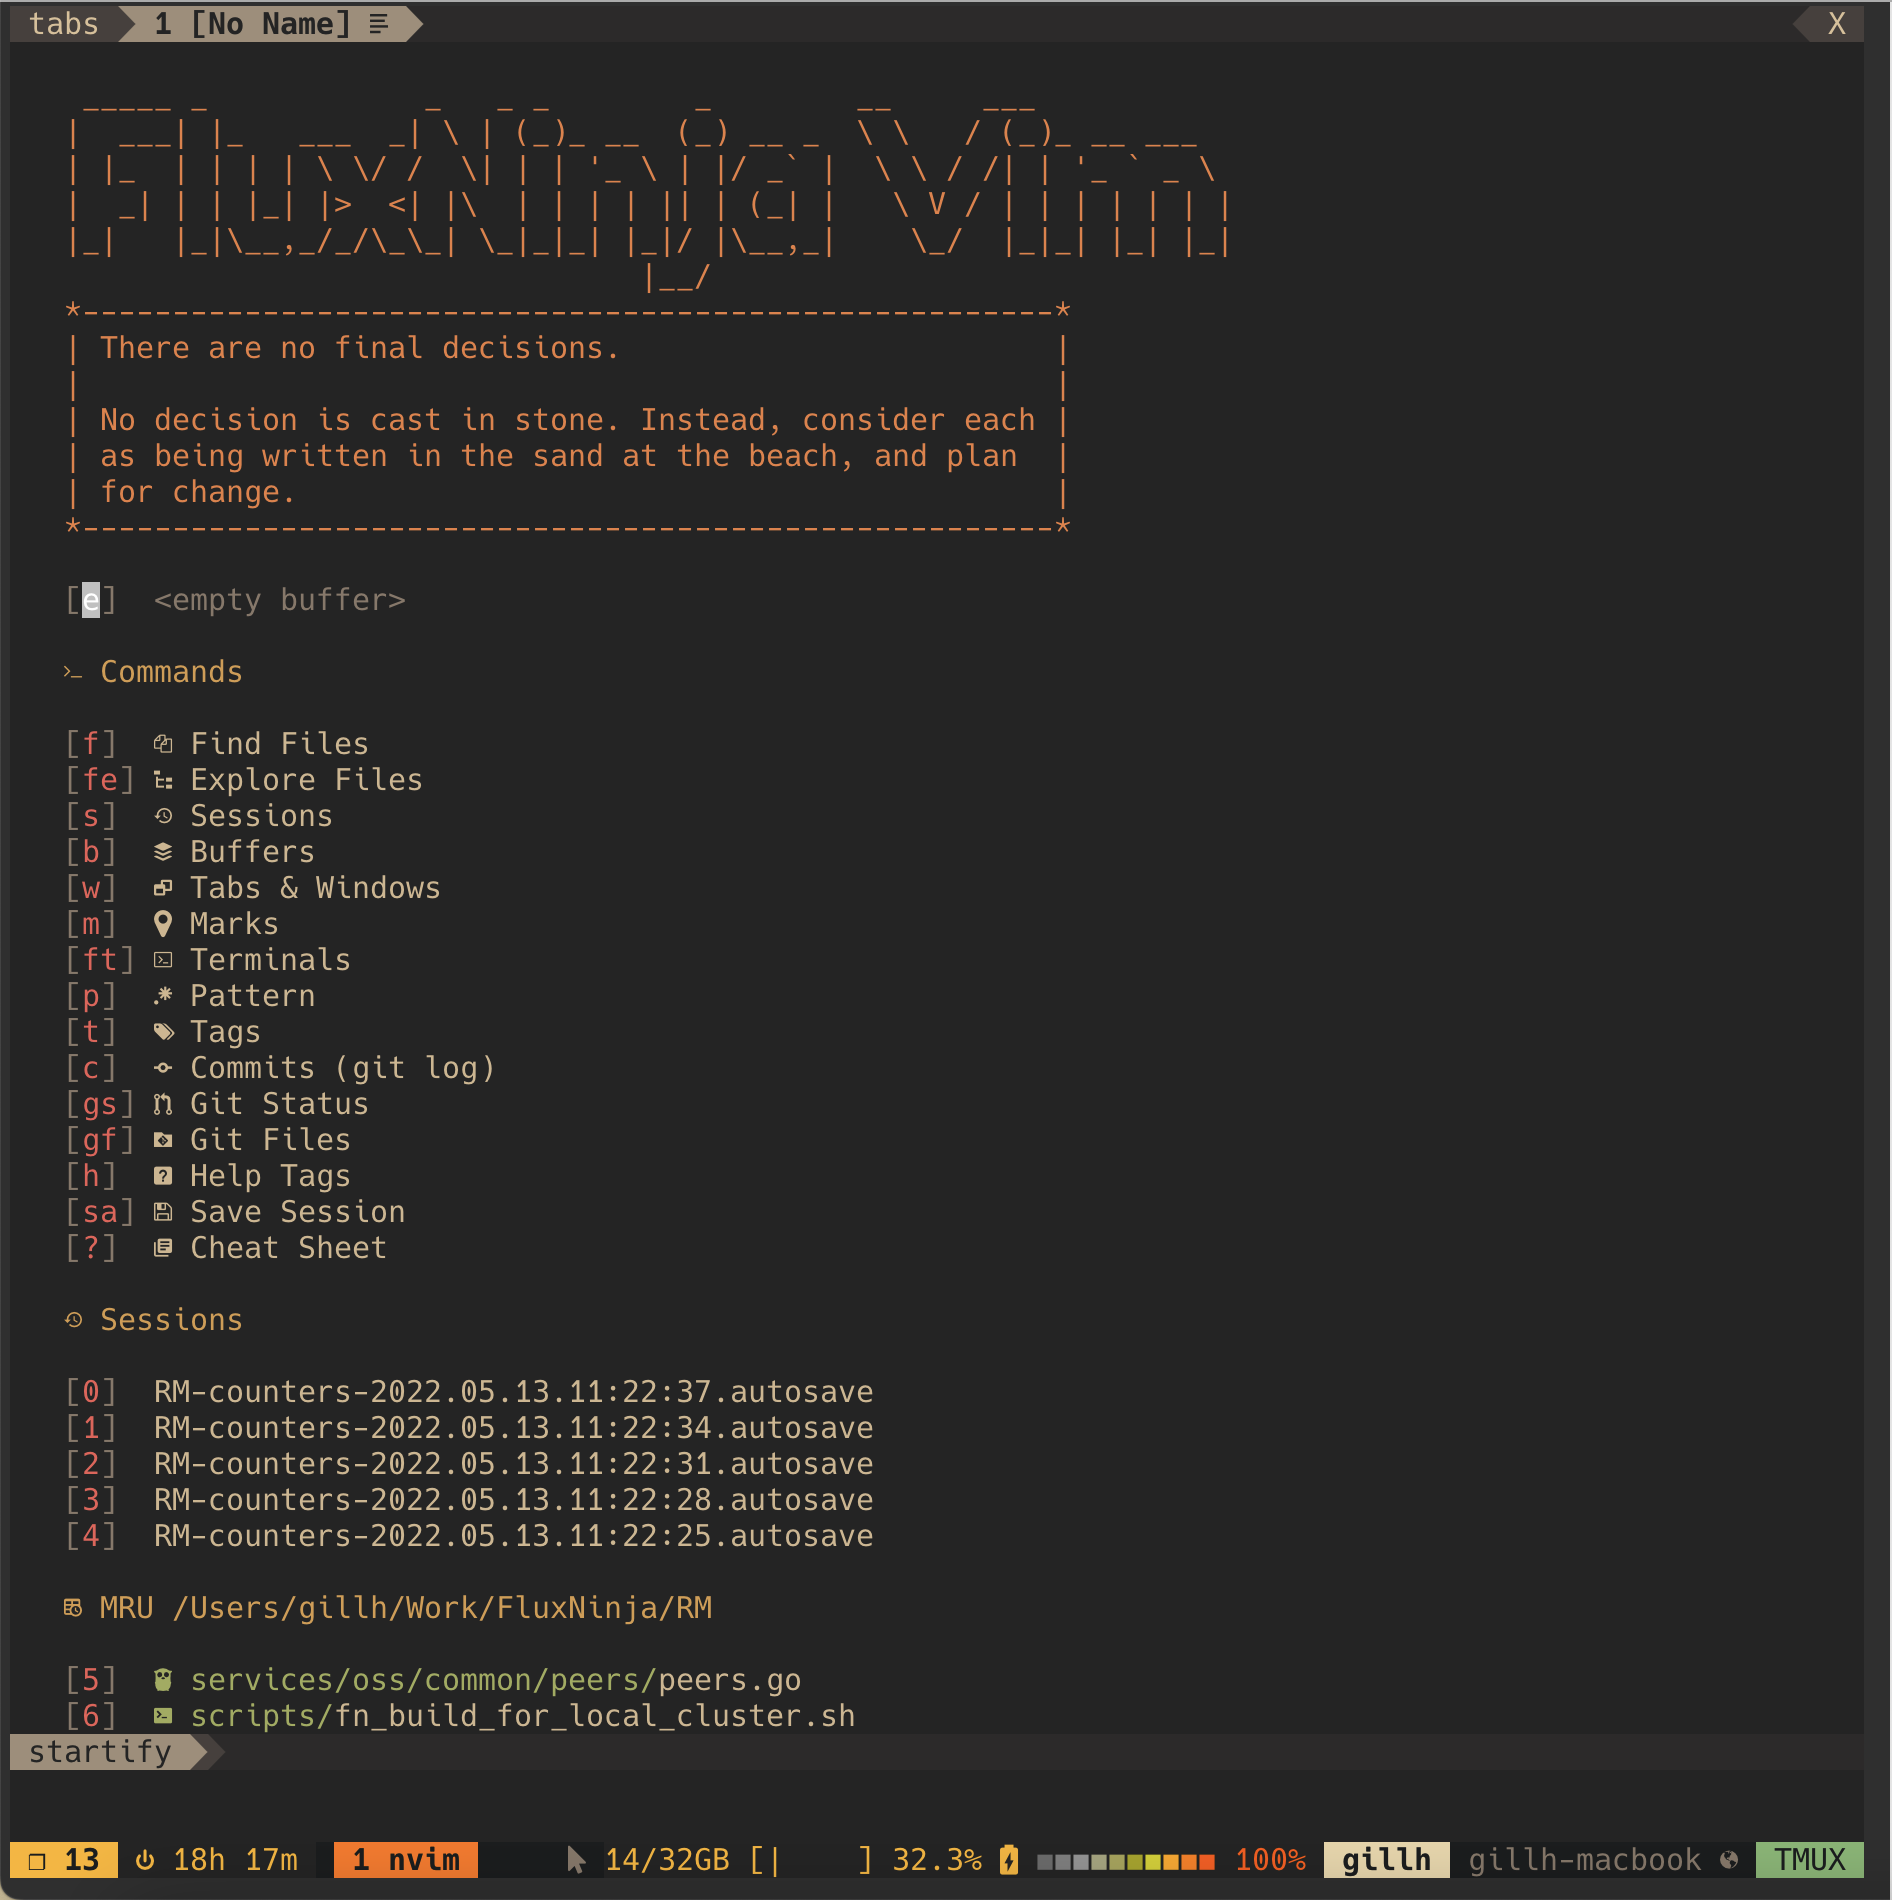 tabs 1 [No Name] X
FluxNinja Vim
There are no final decisions.
No decision is cast in stone. Instead, consider each
as being written in the sand at the beach, and plan
for change.
[e] <empty buffer>
Commands
[f] Find Files
[fe] Explore Files
[s] Sessions
[b] Buffers
[w] Tabs & Windows
[m] Marks
[ft] Terminals
[p] Pattern
[t] Tags
[c] Commits (git log)
[gs] Git Status
[gf] Git Files
[h] Help Tags
[sa] Save Session
[?] Cheat Sheet
Sessions
[0] RM-counters-2022.05.13.11:22:37.autosave
[1] RM-counters-2022.05.13.11:22:34.autosave
[2] RM-counters-2022.05.13.11:22:31.autosave
[3] RM-counters-2022.05.13.11:22:28.autosave
[4] RM-counters-2022.05.13.11:22:25.autosave
MRU /Users/gillh/Work/FluxNinja/RM
[5] services/oss/common/peers/peers.go
[6] scripts/fn_build_for_local_cluster.sh
startify
❐ 13 18h 17m 1 nvim 14/32GB [| ] 32.3% 100% gillh gillh-macbook TMUX